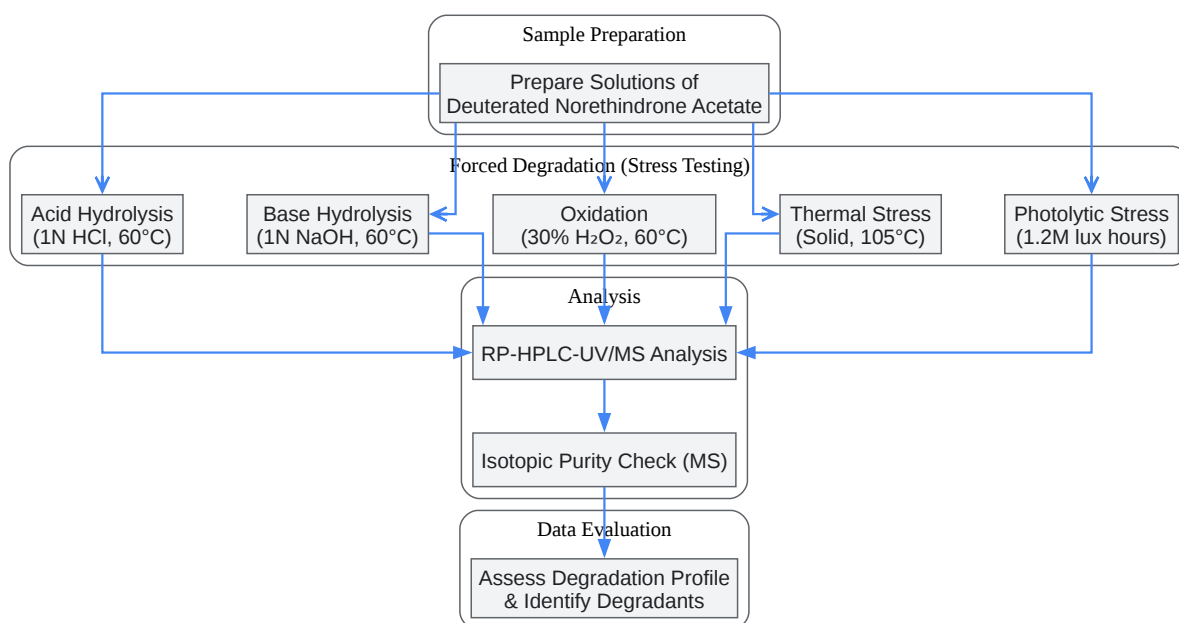 Sample Preparation
Prepare Solutions of
Deuterated Norethindrone Acetate
Forced Degradation (Stress Testing)
Acid Hydrolysis
(1N HCl, 60°C)
Base Hydrolysis
(1N NaOH, 60°C)
Oxidation
(30% H₂O₂, 60°C)
Thermal Stress
(Solid, 105°C)
Photolytic Stress
(1.2M lux hours)
Analysis
RP-HPLC-UV/MS Analysis
Isotopic Purity Check (MS)
Data Evaluation
Assess Degradation Profile
& Identify Degradants